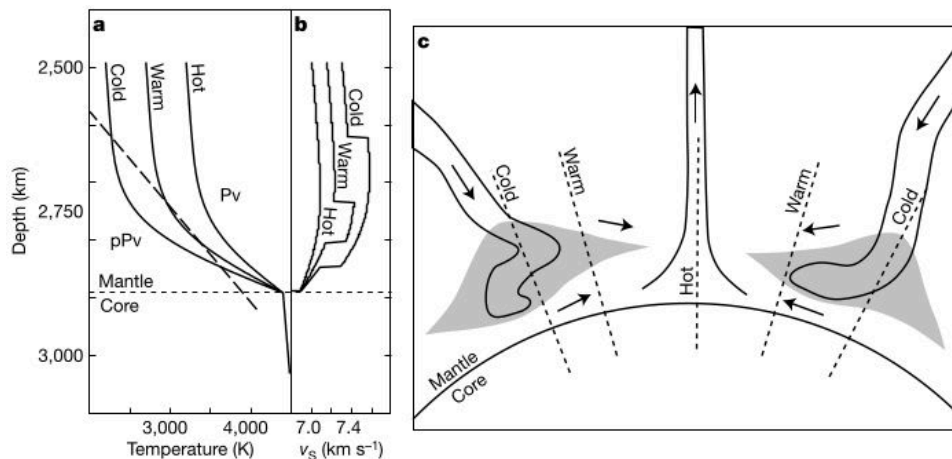 a
b
c
2,500
2,750
3,000
Depth (km)
Cold
Warm
Hot
Pv
pPv
Mantle
Core
3,000
4,000
Temperature (K)
Cold
Warm
Hot
7.0
7.4
vS (km s−1)
Cold
Warm
Hot
Warm
Cold
Mantle
Core